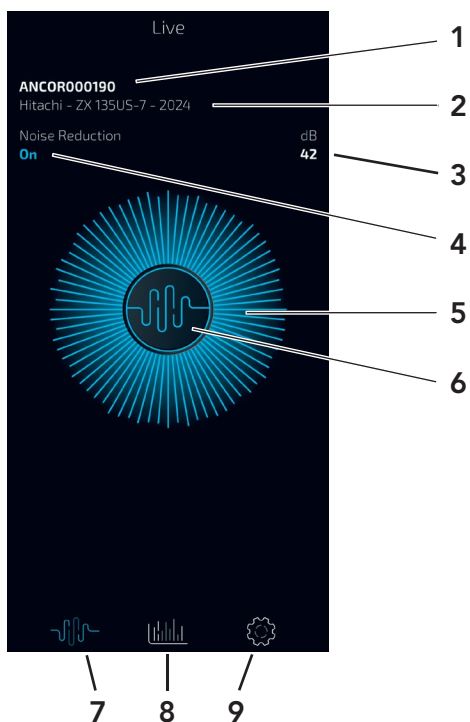 Live
1
ANCOR000190
Hitachi - ZX 135US-7 - 2024
2
Noise Reduction
dB
On
42
3
4
5
6
7
8
9